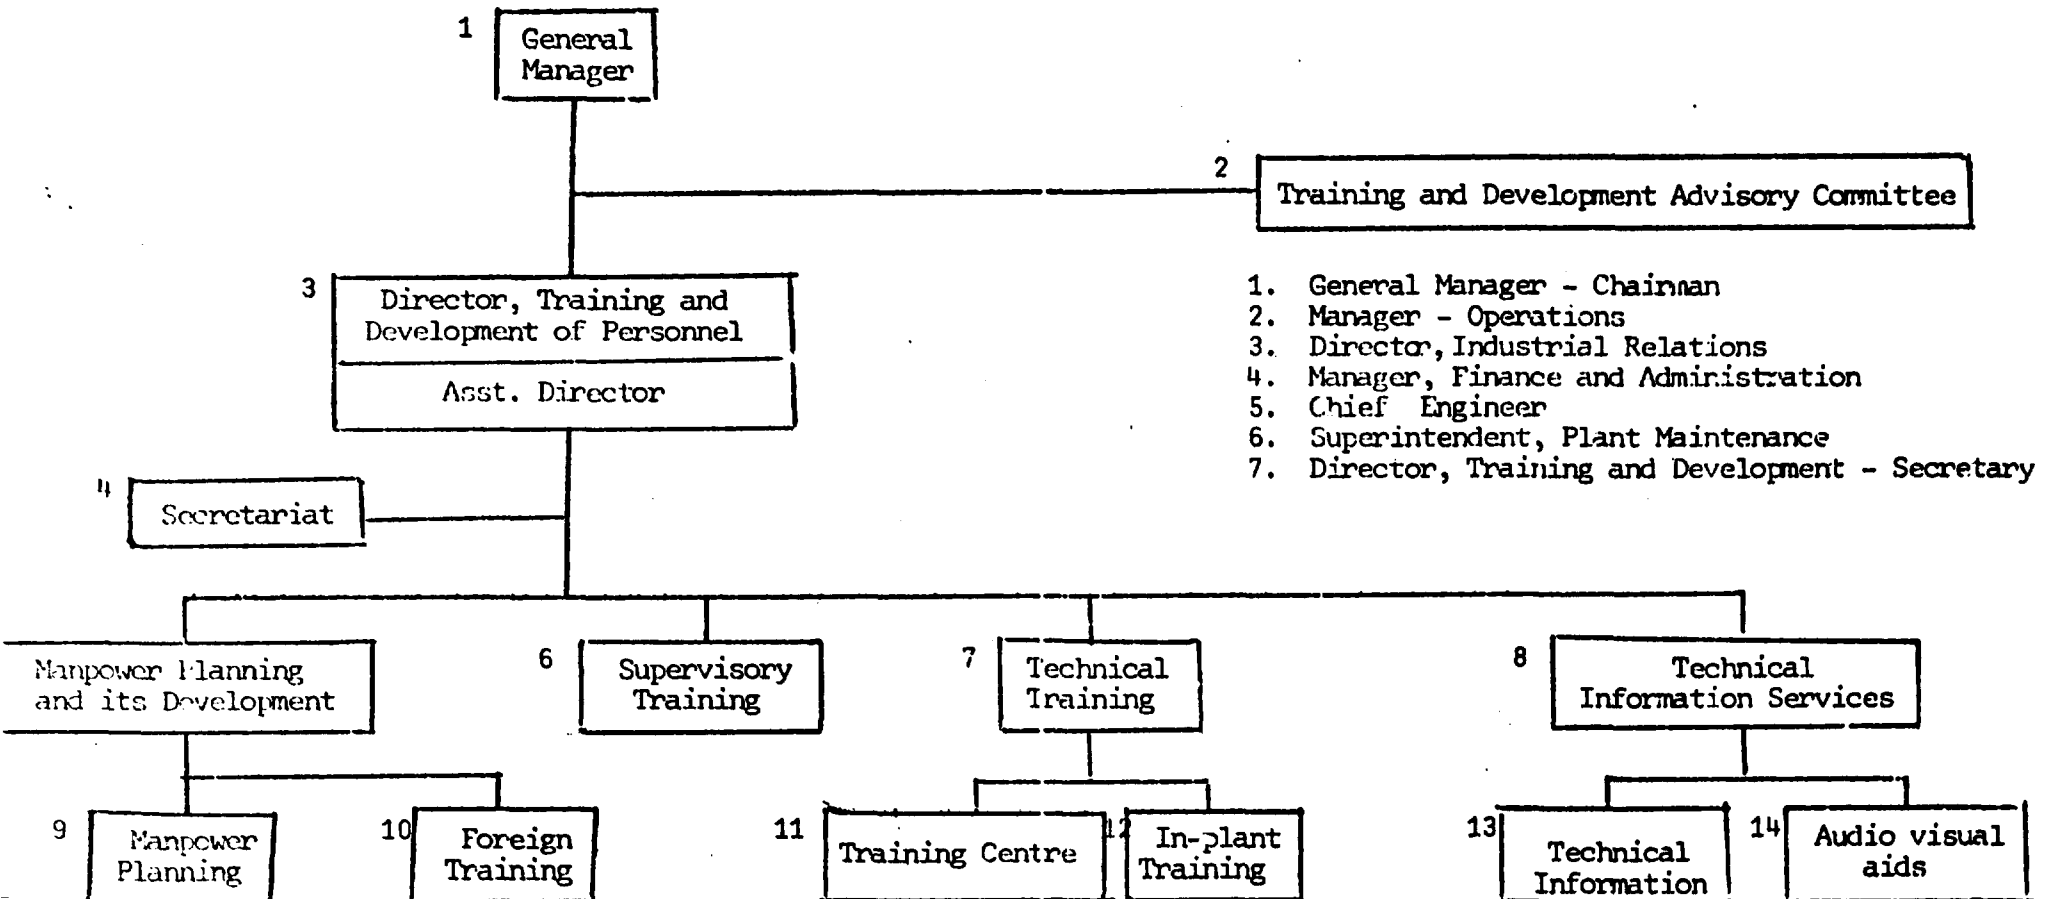 1
General
Manager
2
Training and Development Advisory Committee
3
Director, Training and
Development of Personnel
Asst. Director
1. General Manager - Chairman
2. Manager - Operations
3. Director, Industrial Relations
4. Manager, Finance and Administration
5. Chief Engineer
6. Superintendent, Plant Maintenance
7. Director, Training and Development - Secretary
4
Secretariat
Manpower Planning
and its Development
6
Supervisory
Training
7
Technical
Training
8
Technical
Information Services
9
Manpower
Planning
10
Foreign
Training
11
Training Centre
12
In-plant
Training
13
Technical
Information
14
Audio visual
aids